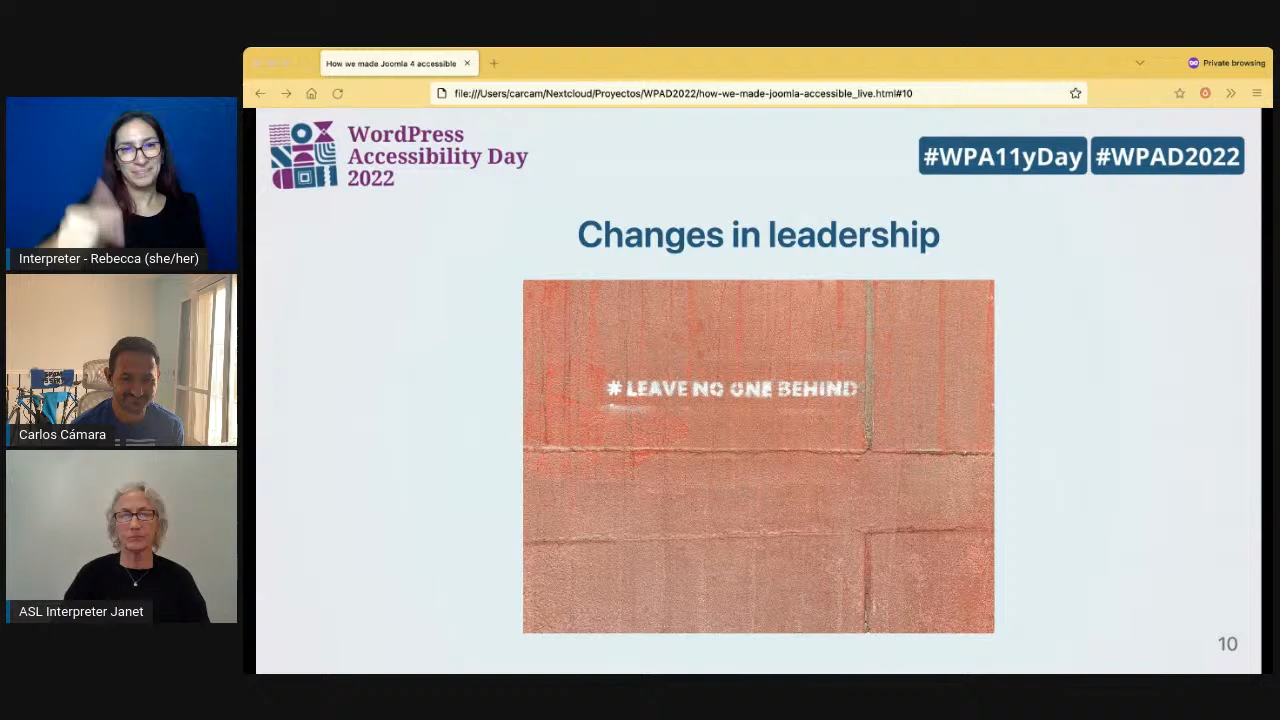 How we made Joomla 4 accessible
Private browsing
file:///Users/carcam/Nextcloud/Proyectos/WPAD2022/how-we-made-joomla-accessible_live.html#10
WordPress
Accessibility Day
2022
#WPA11yDay #WPAD2022
Changes in leadership
# LEAVE NO ONE BEHIND
10
Interpreter - Rebecca (she/her)
Carlos Cámara
ASL Interpreter Janet